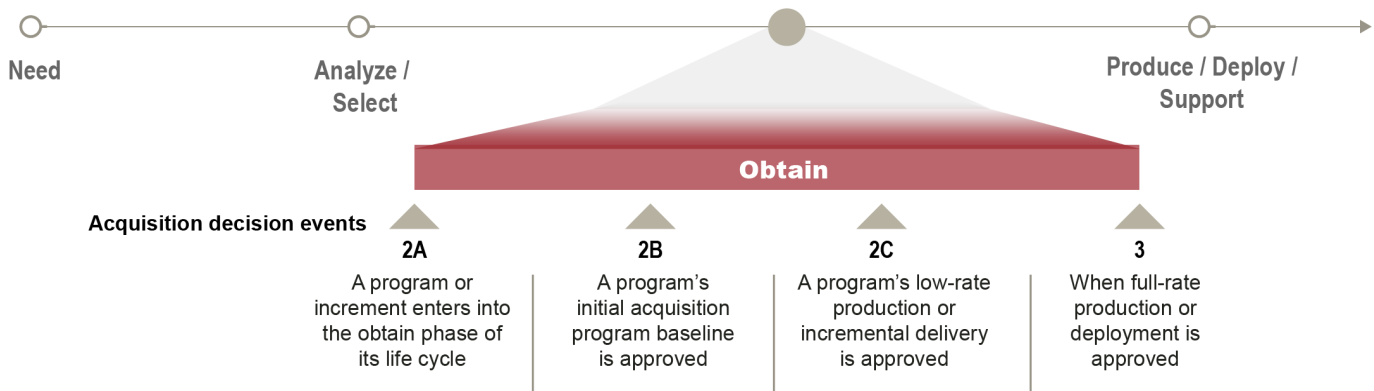 Need
Analyze /
Select
Produce / Deploy /
Support
Obtain
Acquisition decision events
2A
A program or
increment enters into
the obtain phase of
its life cycle
2B
A program’s
initial acquisition
program baseline
is approved
2C
A program’s low-rate
production or
incremental delivery
is approved
3
When full-rate
production or
deployment is
approved